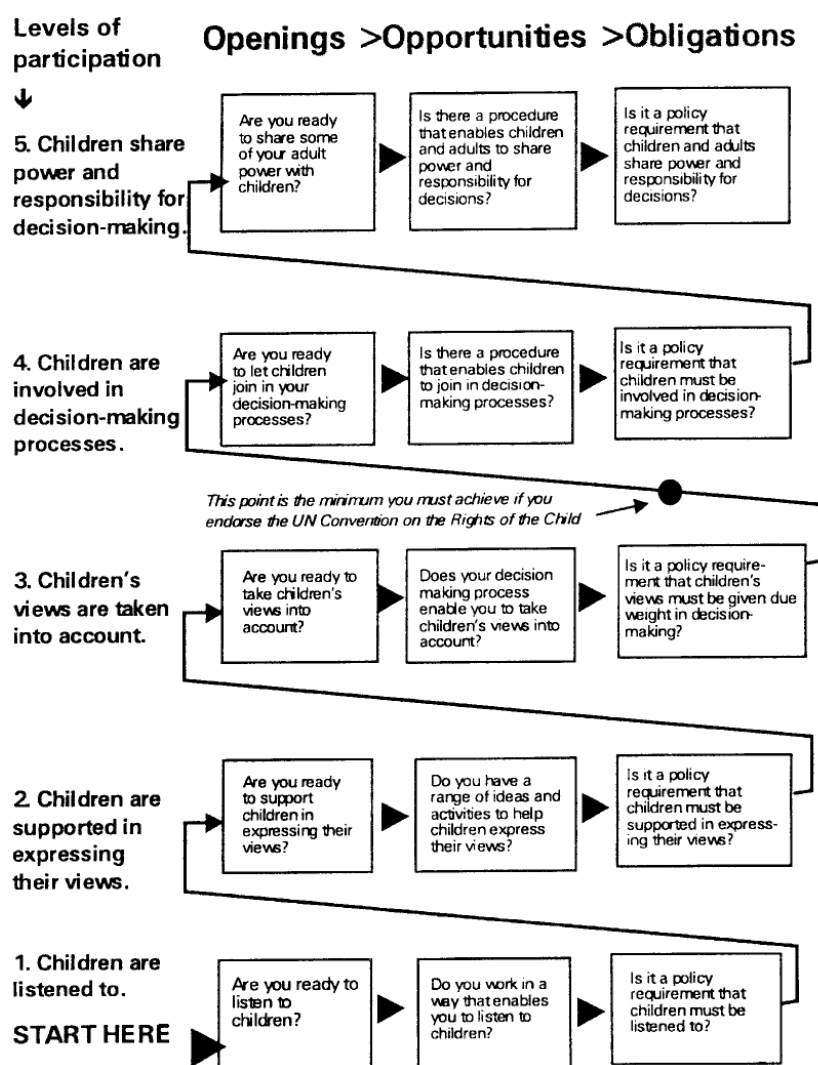 Levels of
participation
Openings >Opportunities >Obligations
5. Children share
power and
responsibility for
decision-making.
Are you ready
to share some
of your adult
power with
children?
Is there a procedure
that enables children
and adults to share
power and
responsibility for
decisions?
Is it a policy
requirement that
children and adults
share power and
responsibility for
decisions?
4. Children are
involved in
decision-making
processes.
Are you ready
to let children
join in your
decision-making
processes?
Is there a procedure
that enables children
to join in decision-
making processes?
Is it a policy
requirement that
children must be
involved in decision-
making processes?
This point is the minimum you must achieve if you
endorse the UN Convention on the Rights of the Child
3. Children's
views are taken
into account.
Are you ready to
take children's
views into
account?
Does your decision
making process
enable you to take
children's views into
account?
Is it a policy require-
ment that children's
views must be given due
weight in decision-
making?
2. Children are
supported in
expressing
their views.
Are you ready
to support
children in
expressing their
views?
Do you have a
range of ideas and
activities to help
children express
their views?
Is it a policy
requirement that
children must be
supported in express-
ing their views?
1. Children are
listened to.
START HERE
Are you ready to
listen to
children?
Do you work in a
way that enables
you to listen to
children?
Is it a policy
requirement that
children must be
listened to?